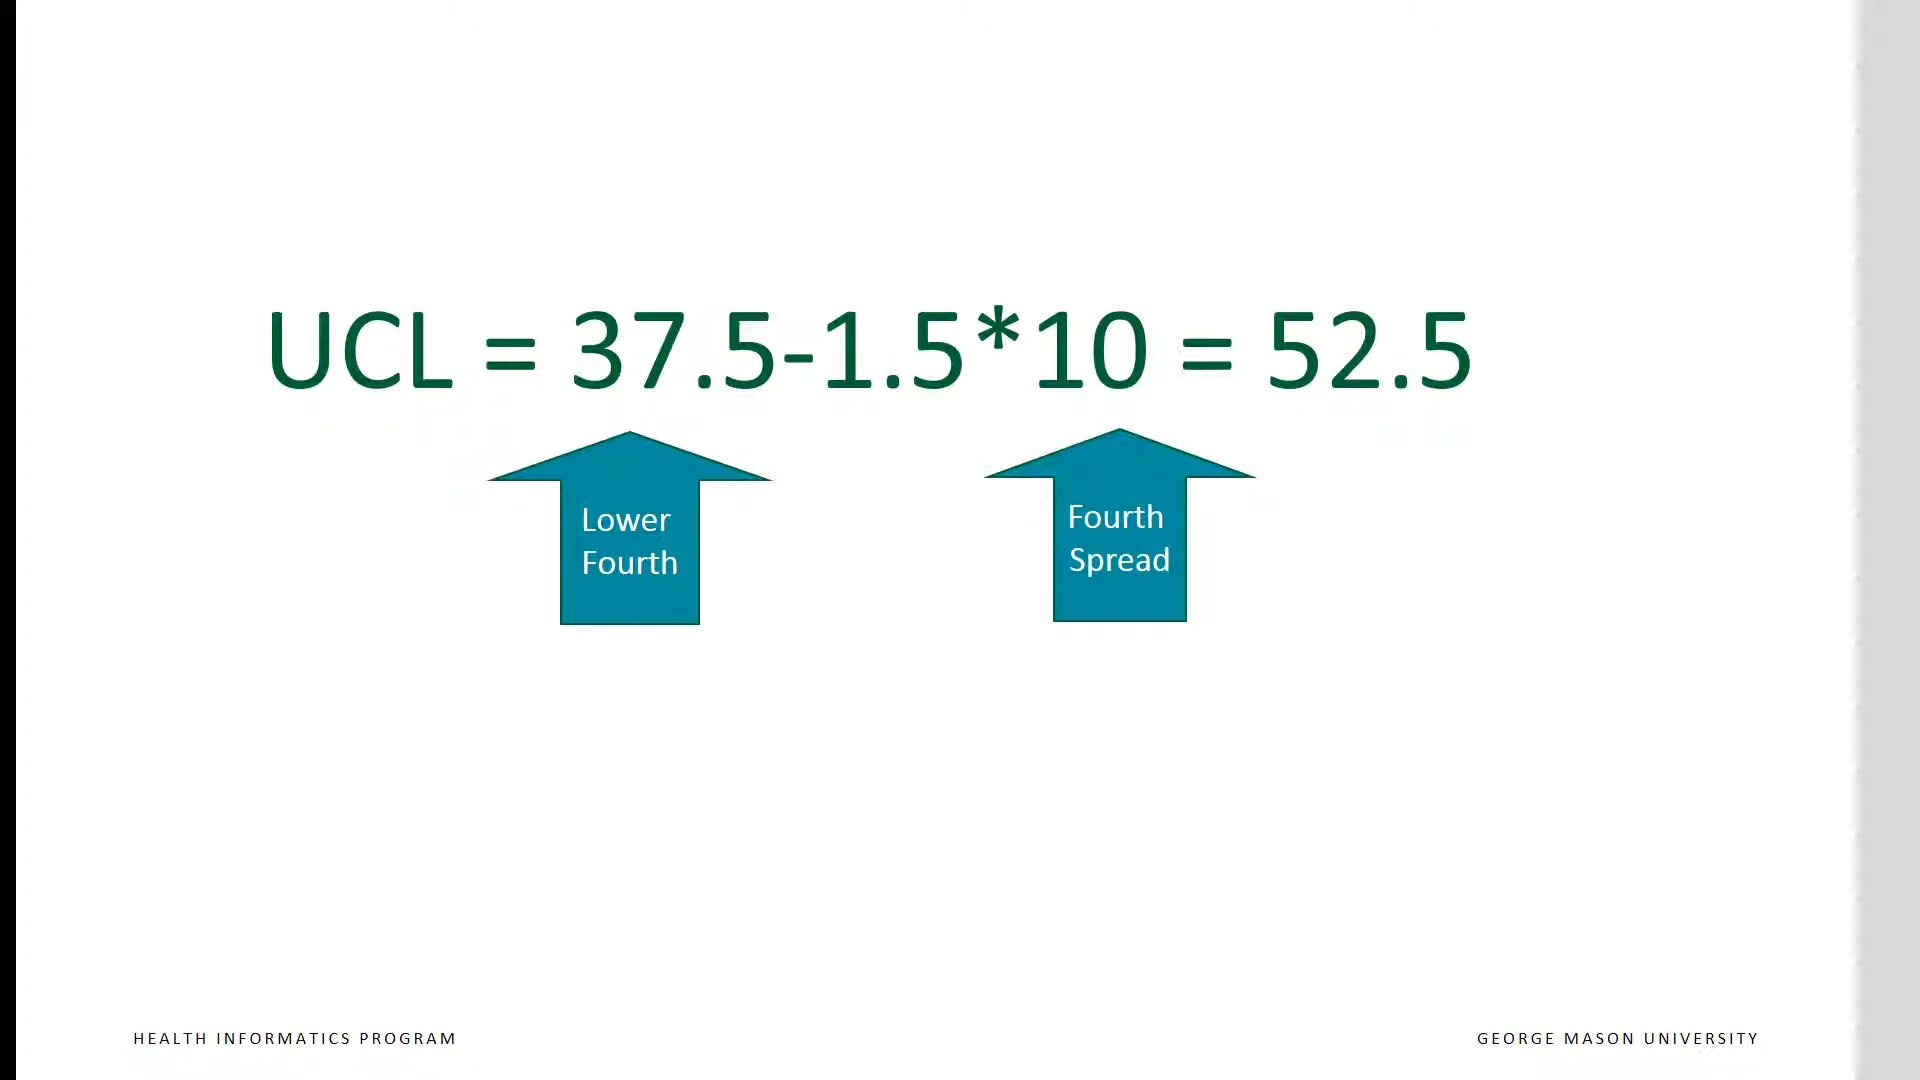 UCL = 37.5-1.5*10 = 52.5
Lower
Fourth
Fourth
Spread
HEALTH INFORMATICS PROGRAM
GEORGE MASON UNIVERSITY